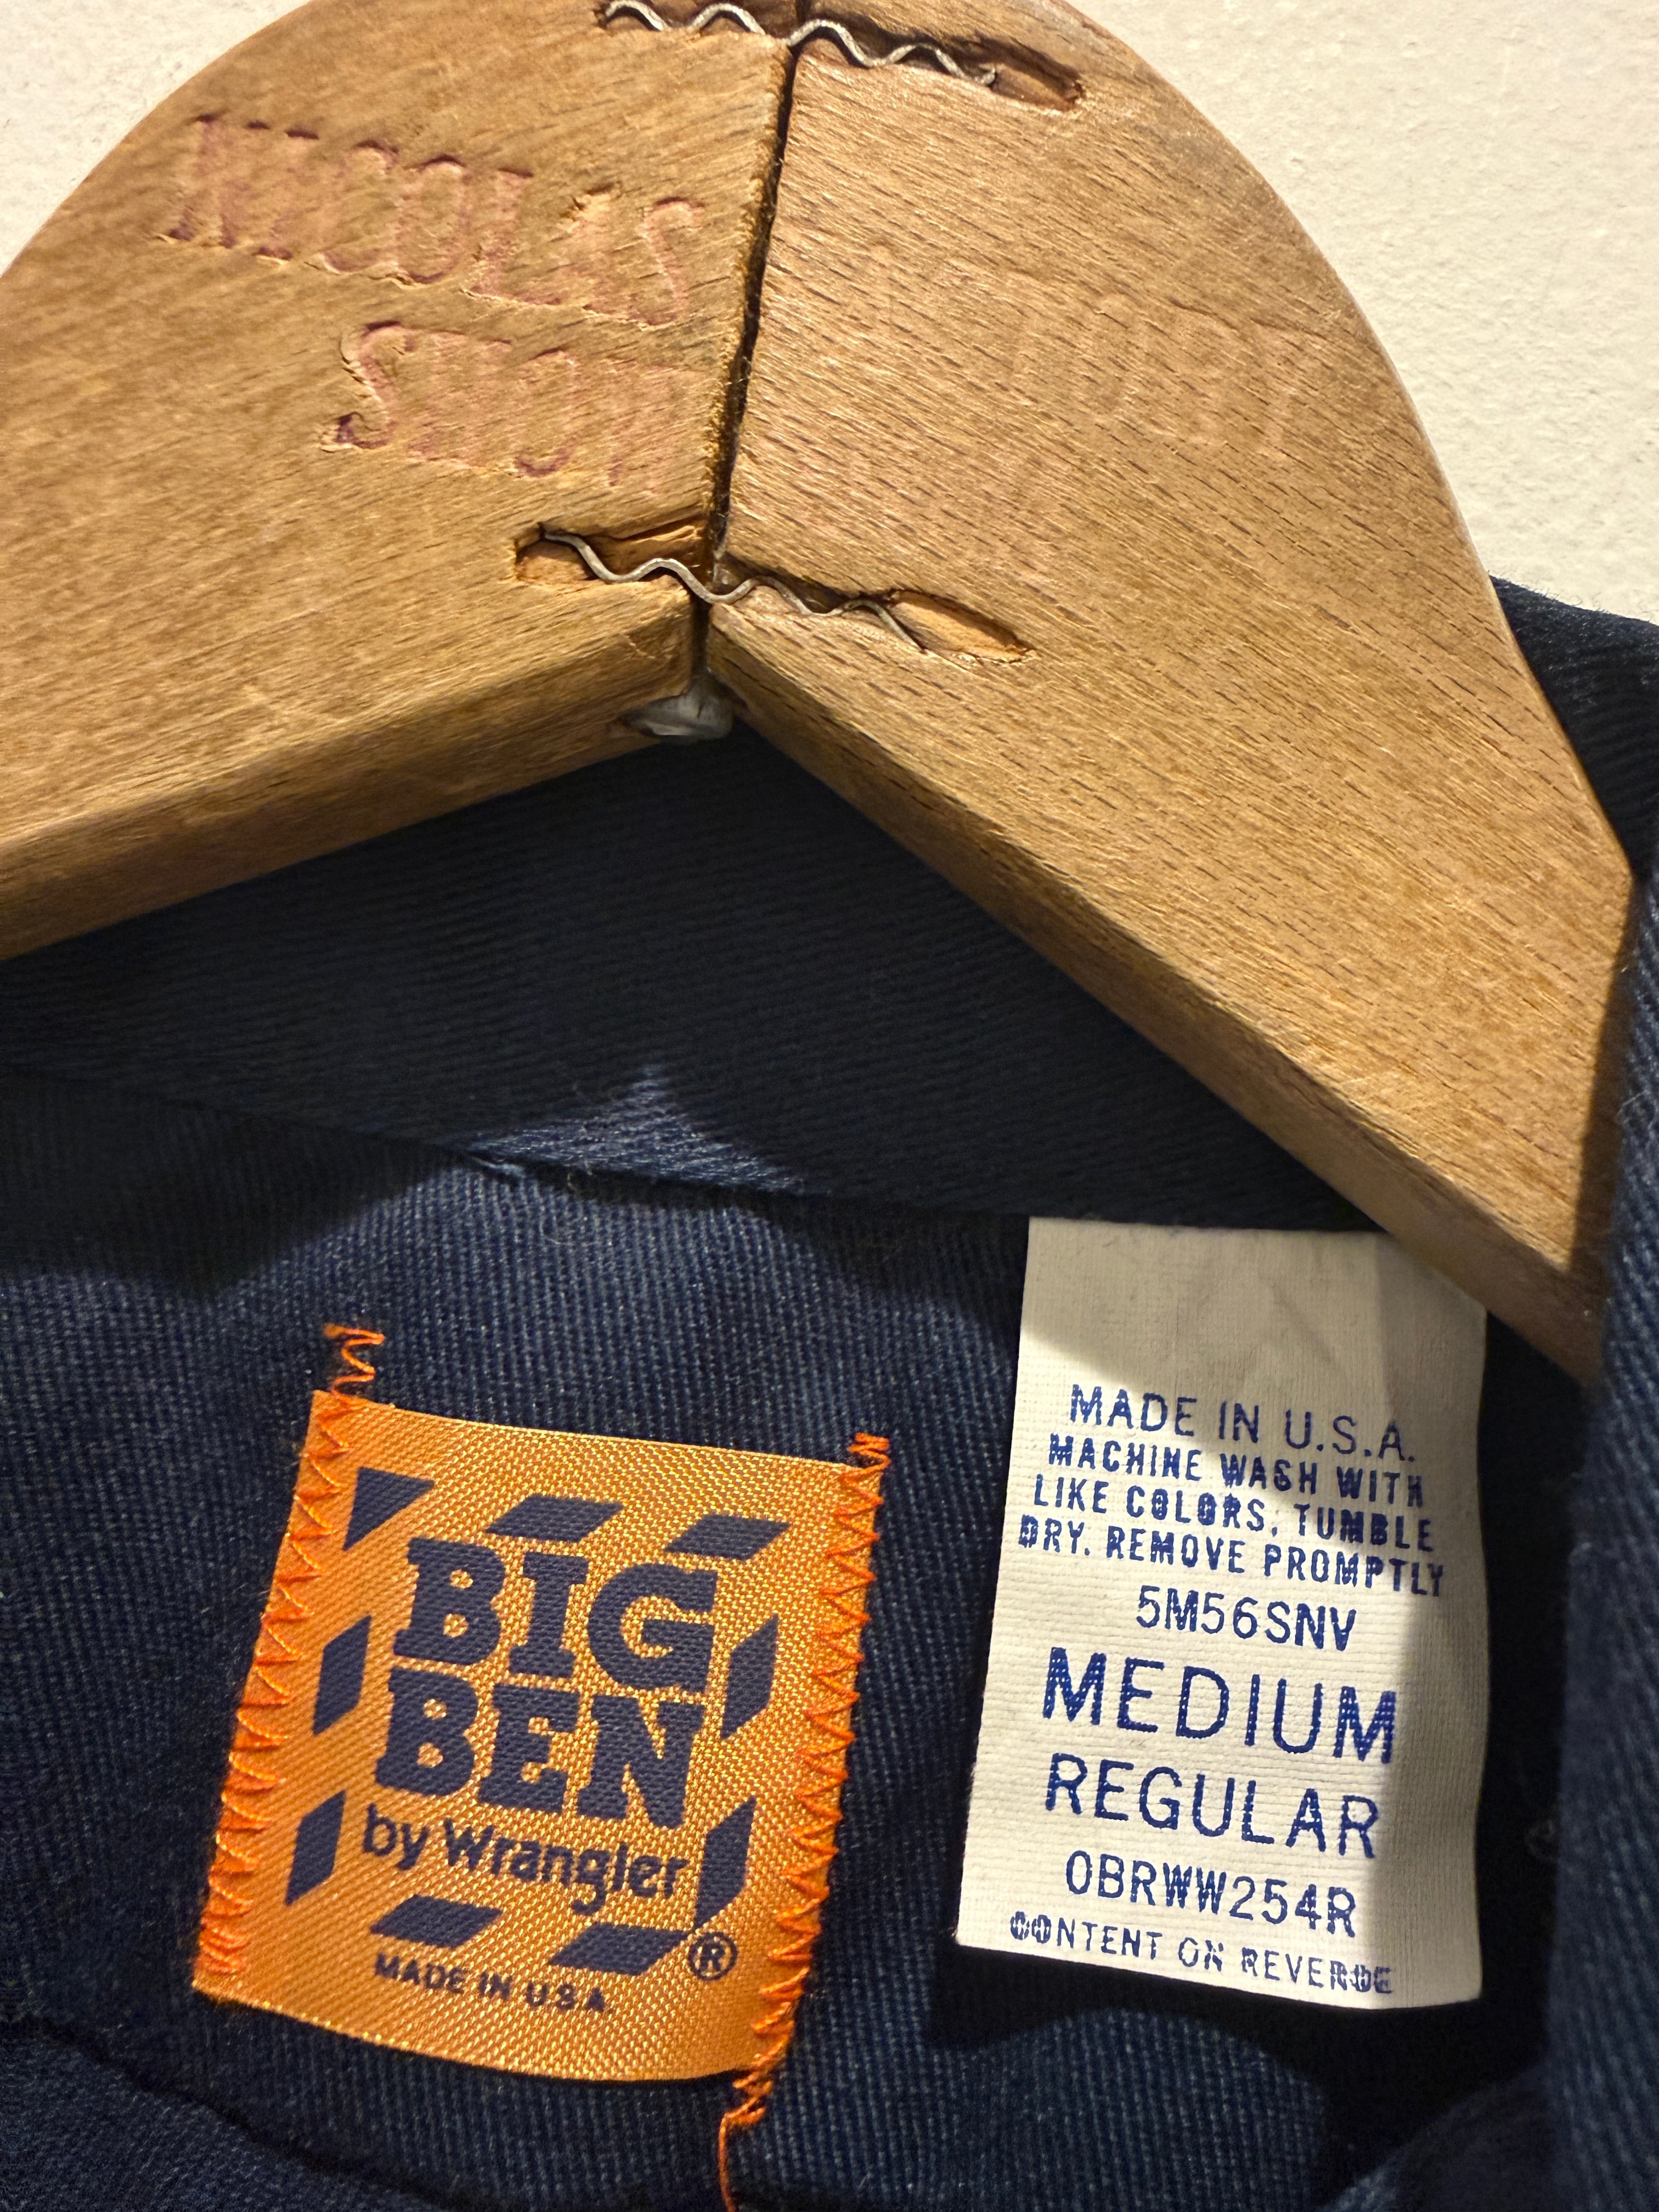 NICOLAS
SHOW
BIG
BEN
by Wrangler
®
MADE IN U.S.A
MADE IN U.S.A.
MACHINE WASH WITH
LIKE COLORS, TUMBLE
DRY. REMOVE PROMPTLY
5M56SNV
MEDIUM
REGULAR
0BRWW254R
CONTENT ON REVERSE